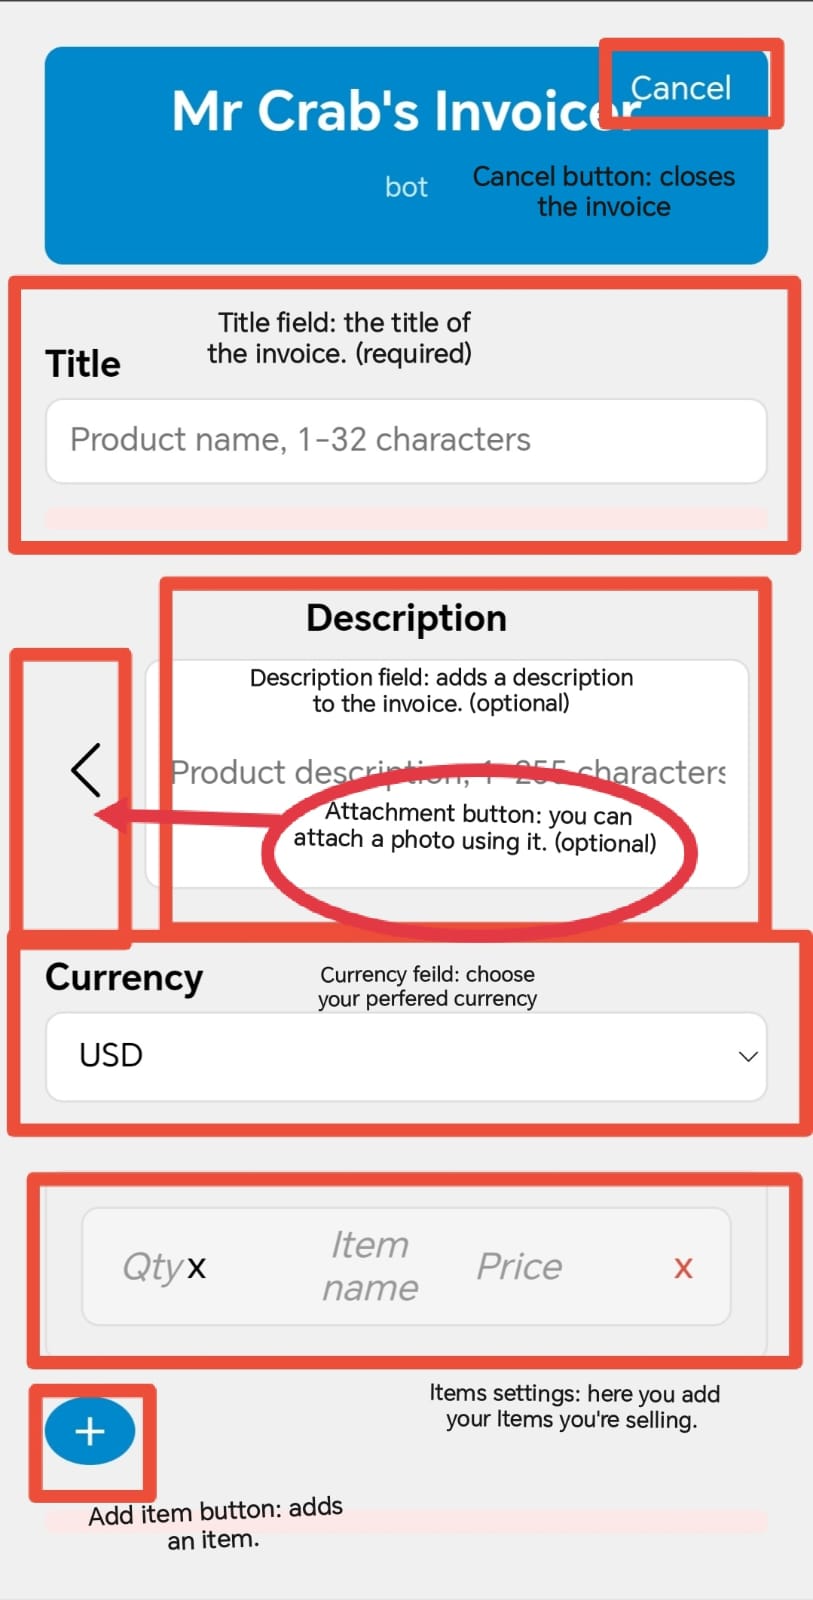 Cancel
Mr Crab's Invoicer
bot
Cancel button: closes
the invoice
Title field: the title of
the invoice. (required)
Title
Product name, 1-32 characters
Description
Description field: adds a description
to the invoice. (optional)
Product description, 1-255 characters
Attachment button: you can
attach a photo using it. (optional)
Currency
Currency feild: choose
your perfered currency
USD
Qty x Item name Price x
Items settings: here you add
your Items you're selling.
+
Add item button: adds
an item.